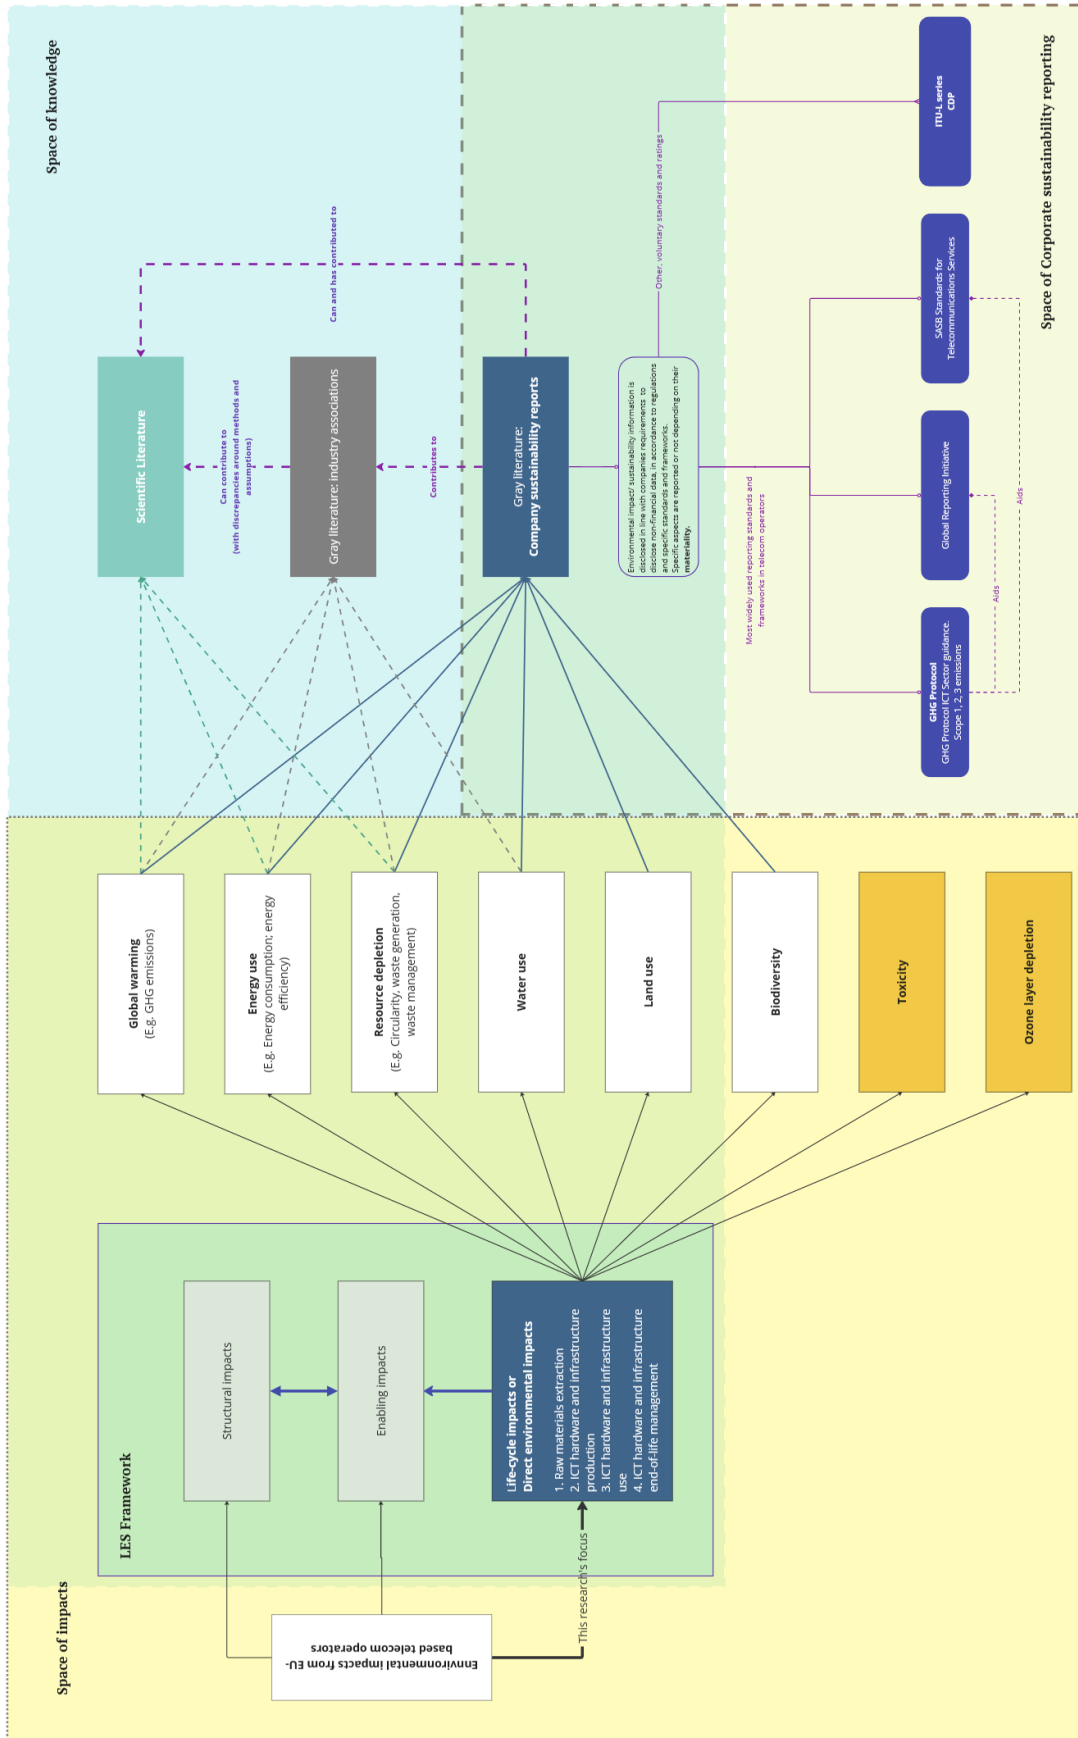 Space of impacts
Space of knowledge
Space of Corporate sustainability reporting
LES Framework
Environmental impacts from EU-
based telecom operators
This research's focus
Structural impacts
Enabling impacts
Life-cycle impacts or
Direct environmental impacts
1. Raw materials extraction
2. ICT hardware and infrastructure
production
3. ICT hardware and infrastructure
use
4. ICT hardware and infrastructure
end-of-life management
Global warming
(E.g. GHG emissions)
Energy use
(E.g. Energy consumption; energy
efficiency)
Resource depletion
(E.g. Circularity, waste generation,
waste management)
Water use
Land use
Biodiversity
Toxicity
Ozone layer depletion
Scientific Literature
Can contribute to
(with discrepancies around methods and
assumptions)
Gray literature: industry associations
Contributes to
Can and has contributed to
Gray literature:
Company sustainability reports
Environmental impact/ sustainability information is
disclosed in line with companies requirements to
disclose non-financial data, in accordance to regulations
and specific standards and frameworks.
Specific aspects are reported or not depending on their
materiality.
Other, voluntary standards and ratings
Most widely used reporting standards and
frameworks in telecom operators
GHG Protocol
GHG Protocol ICT Sector guidance.
Scope 1, 2, 3 emissions
Global Reporting Initiative
SASB Standards for
Telecommunications Services
ITU-L series
CDP
Aids
Aids